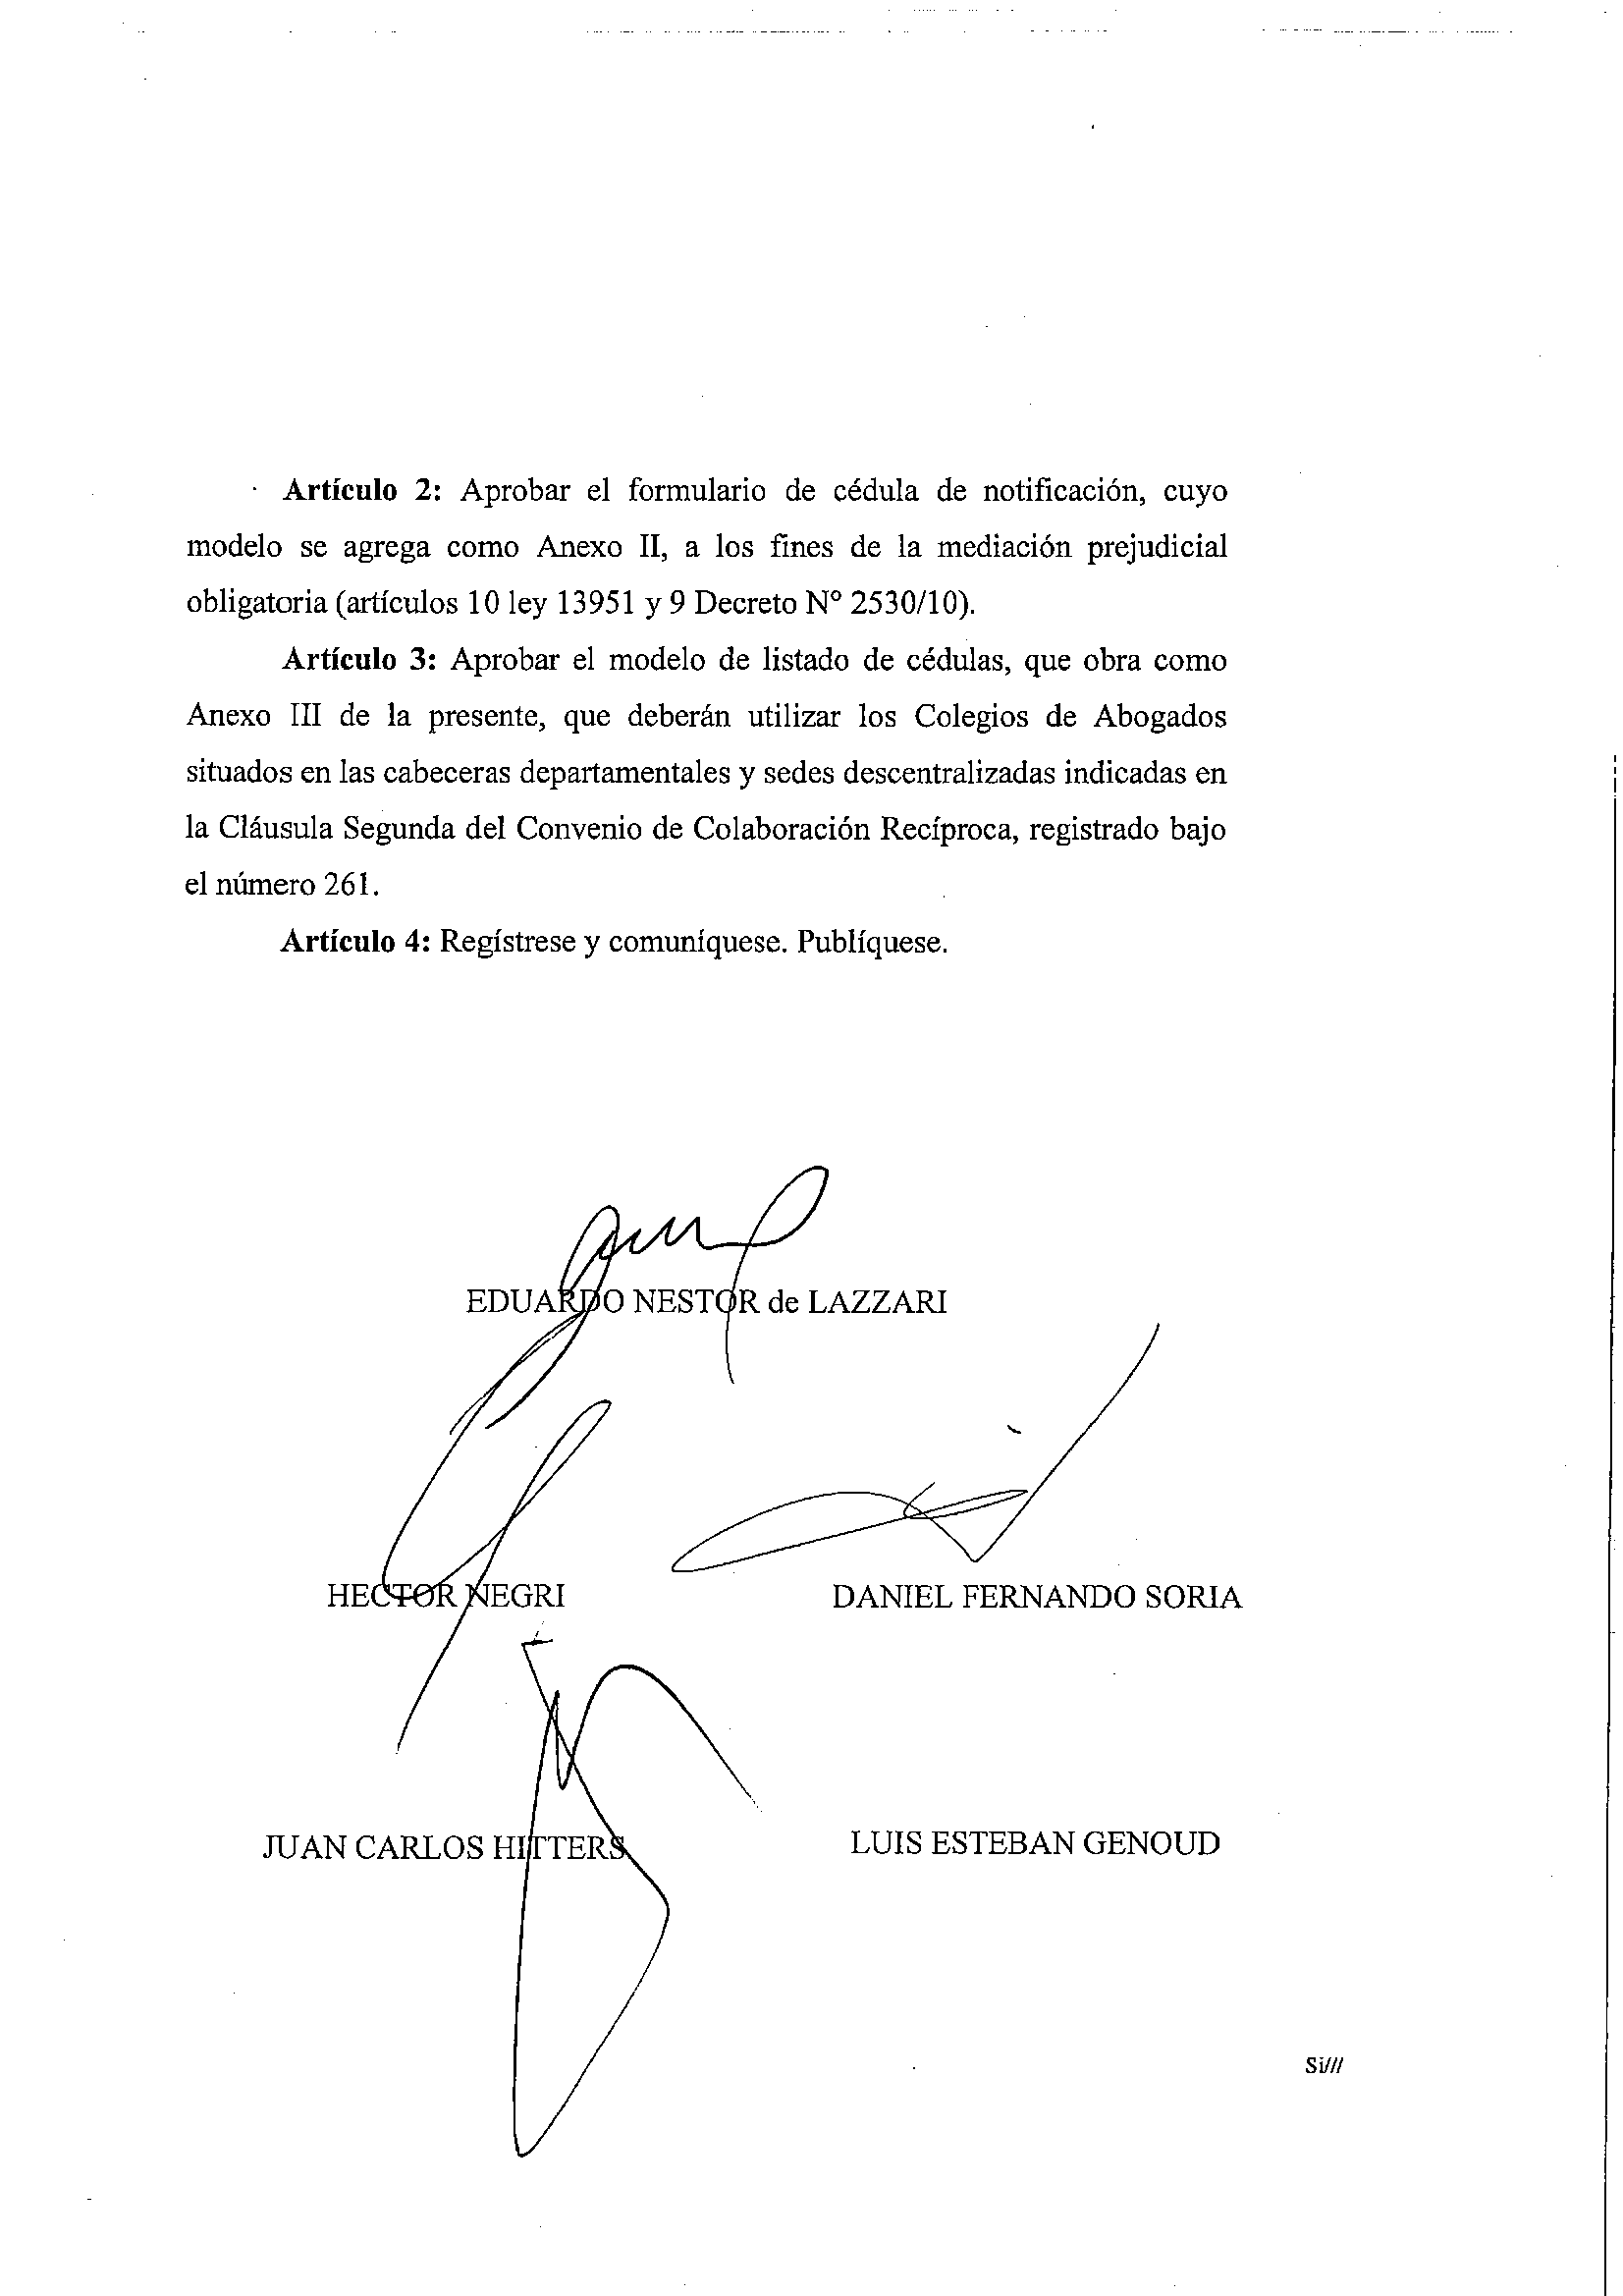 Artículo 2: Aprobar el formulario de cédula de notificación, cuyo
modelo se agrega como Anexo II, a los fines de la mediación prejudicial
obligatoria (artículos 10 ley 13951 y 9 Decreto Nº 2530/10).
Artículo 3: Aprobar el modelo de listado de cédulas, que obra como
Anexo III de la presente, que deberán utilizar los Colegios de Abogados
situados en las cabeceras departamentales y sedes descentralizadas indicadas en
la Cláusula Segunda del Convenio de Colaboración Recíproca, registrado bajo
el número 261.
Artículo 4: Regístrese y comuníquese. Publíquese.
EDUARDO NESTOR de LAZZARI
HECTOR NEGRI
DANIEL FERNANDO SORIA
JUAN CARLOS HITTERS
LUIS ESTEBAN GENOUD
Si///